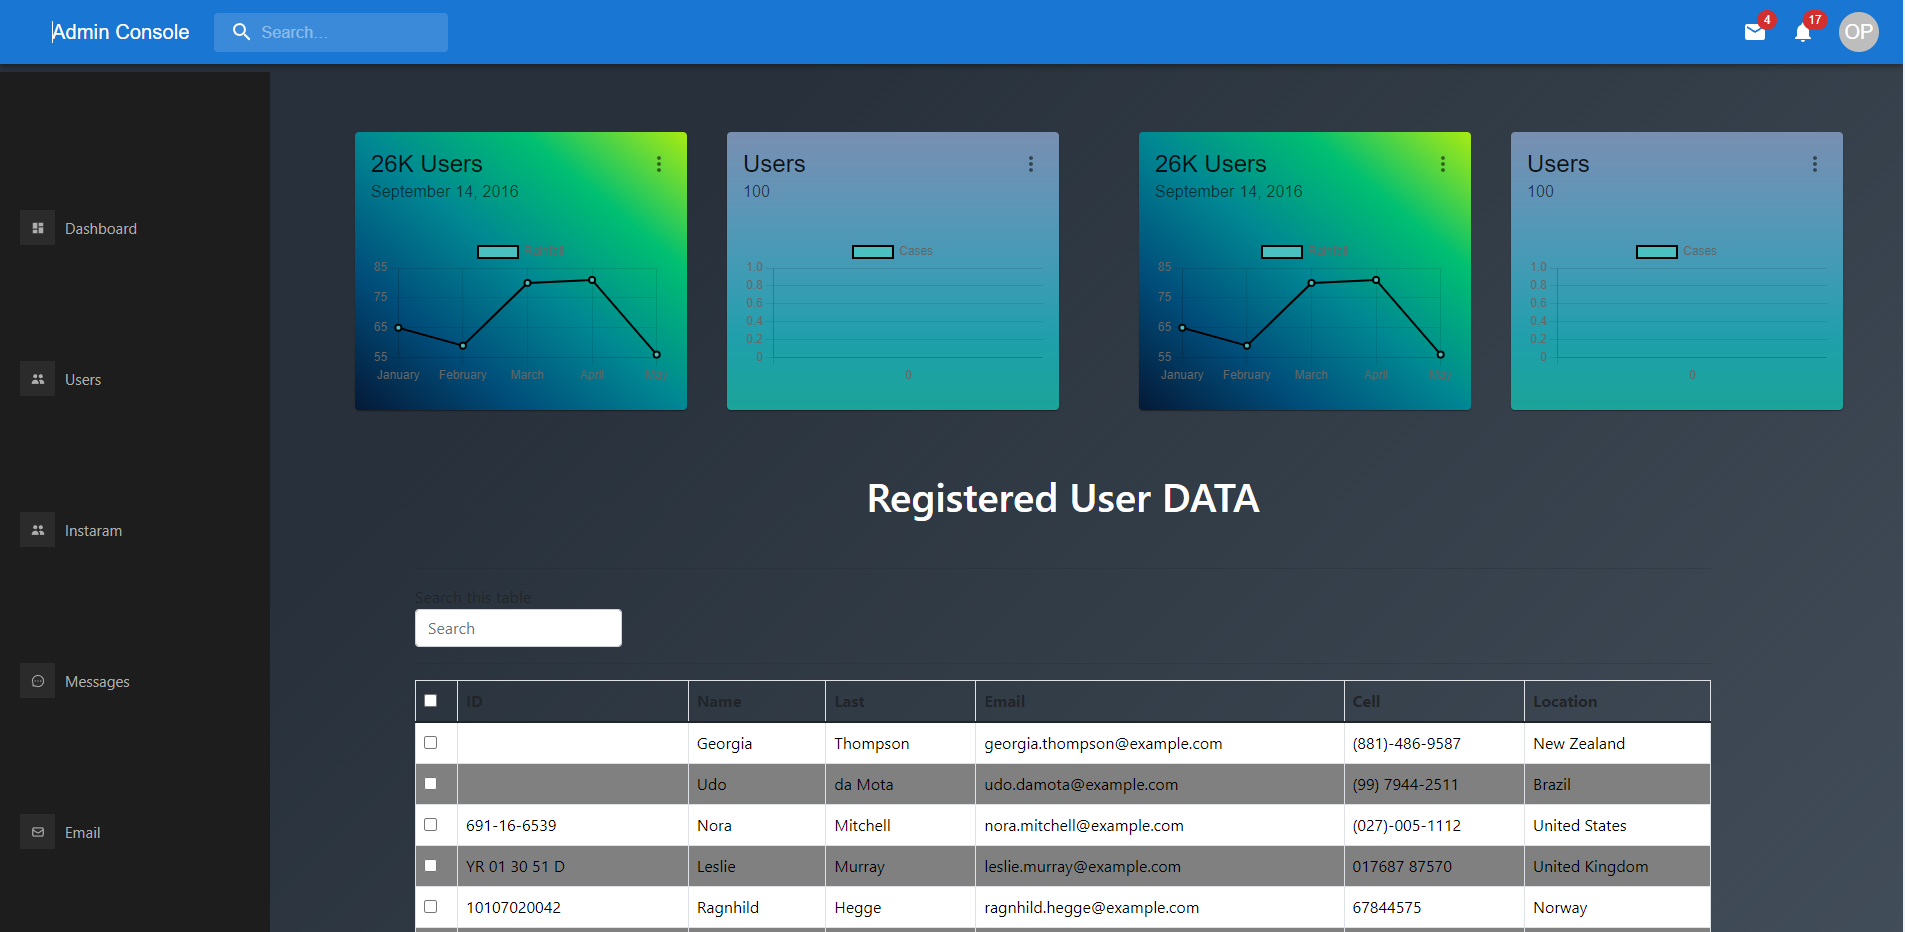 Admin Console
Search...
4
17
OP
Dashboard
Users
Instaram
Messages
Email
26K Users
September 14, 2016
Rainfall
85
75
65
55
January February March April May
Users
100
Cases
1.0
0.8
0.6
0.4
0.2
0
0
26K Users
September 14, 2016
Rainfall
85
75
65
55
January February March April May
Users
100
Cases
1.0
0.8
0.6
0.4
0.2
0
0
Registered User DATA
Search this table
Search
ID Name Last Email Cell Location
Georgia Thompson georgia.thompson@example.com (881)-486-9587 New Zealand
Udo da Mota udo.damota@example.com (99) 7944-2511 Brazil
691-16-6539 Nora Mitchell nora.mitchell@example.com (027)-005-1112 United States
YR 01 30 51 D Leslie Murray leslie.murray@example.com 017687 87570 United Kingdom
10107020042 Ragnhild Hegge ragnhild.hegge@example.com 67844575 Norway